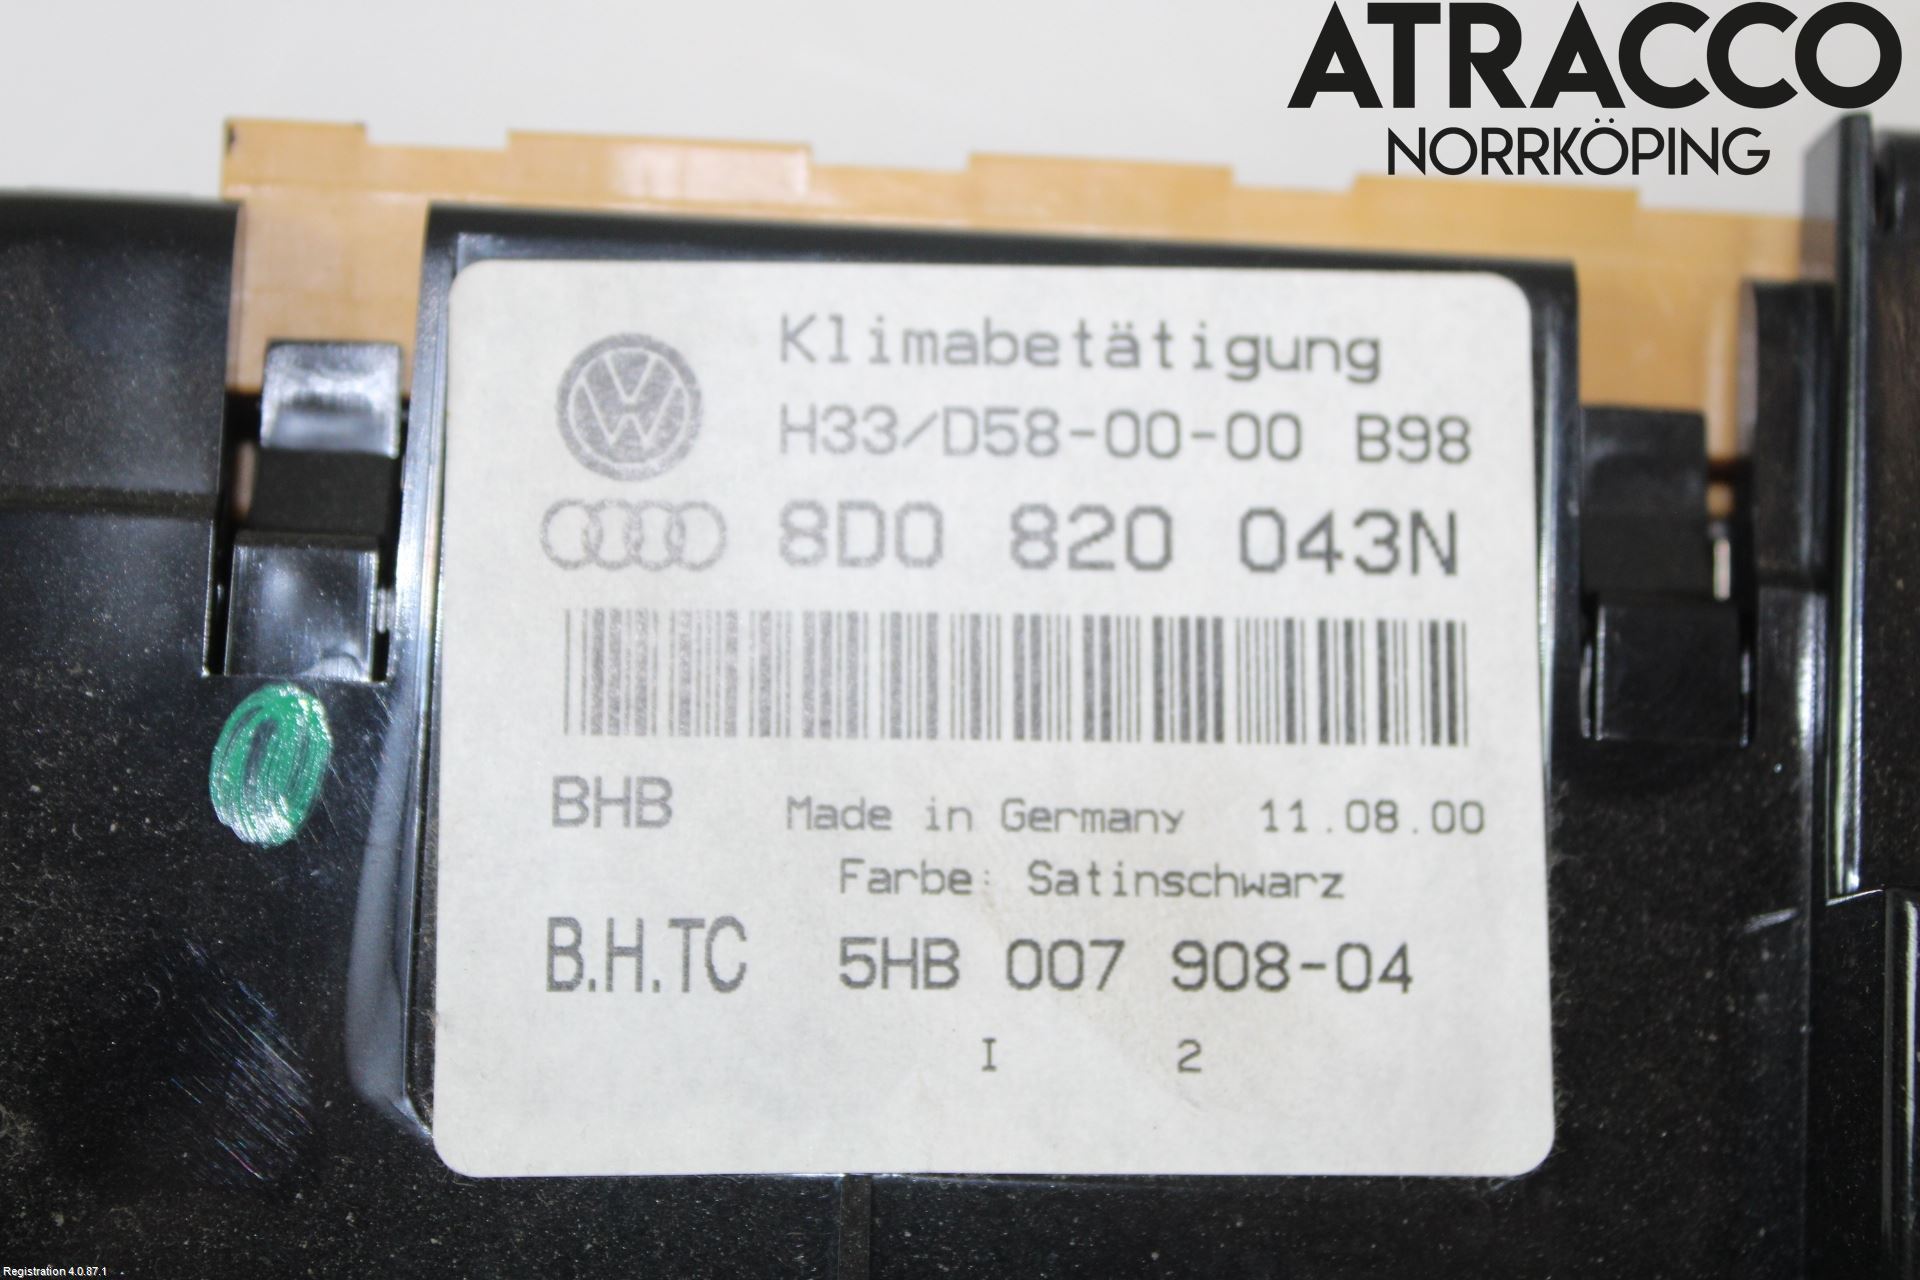 ATRACCO
NORRKÖPING
Klimabetätigung
H33/D58-00-00 B98
8D0 820 043N
BHB Made in Germany 11.08.00
Farbe: Satinschwarz
B.H.TC 5HB 007 908-04
I 2
Registration 4.0.87.1